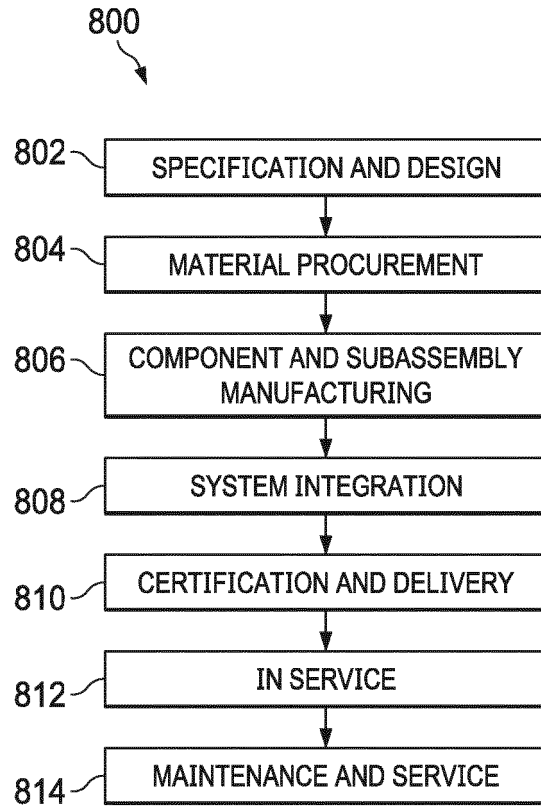 800
802
SPECIFICATION AND DESIGN
804
MATERIAL PROCUREMENT
806
COMPONENT AND SUBASSEMBLY
MANUFACTURING
808
SYSTEM INTEGRATION
810
CERTIFICATION AND DELIVERY
812
IN SERVICE
814
MAINTENANCE AND SERVICE